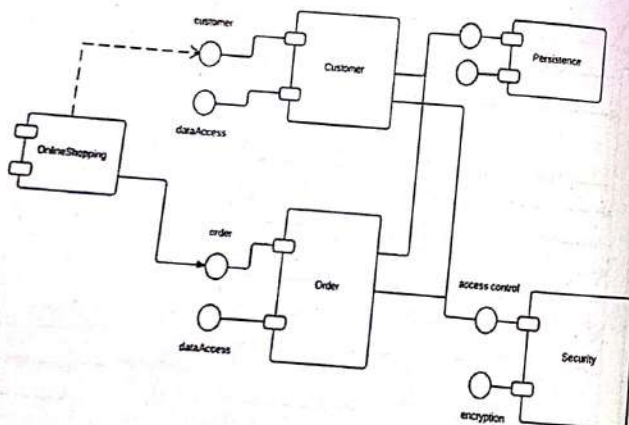 customer
Customer
Persistence
dataAccess
OnlineShopping
order
Order
access control
dataAccess
Security
encryption